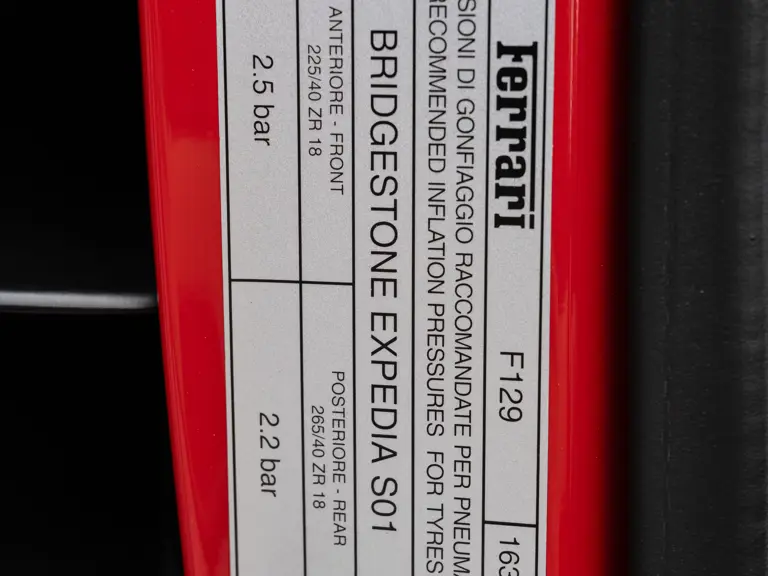 Ferrari F129 163
SIONI DI GONFIAGGIO RACCOMANDATE PER PNEUM
RECOMMENDED INFLATION PRESSURES FOR TYRES
BRIDGESTONE EXPEDIA S01
ANTERIORE - FRONT
225/40 ZR 18
POSTERIORE - REAR
265/40 ZR 18
2.5 bar
2.2 bar